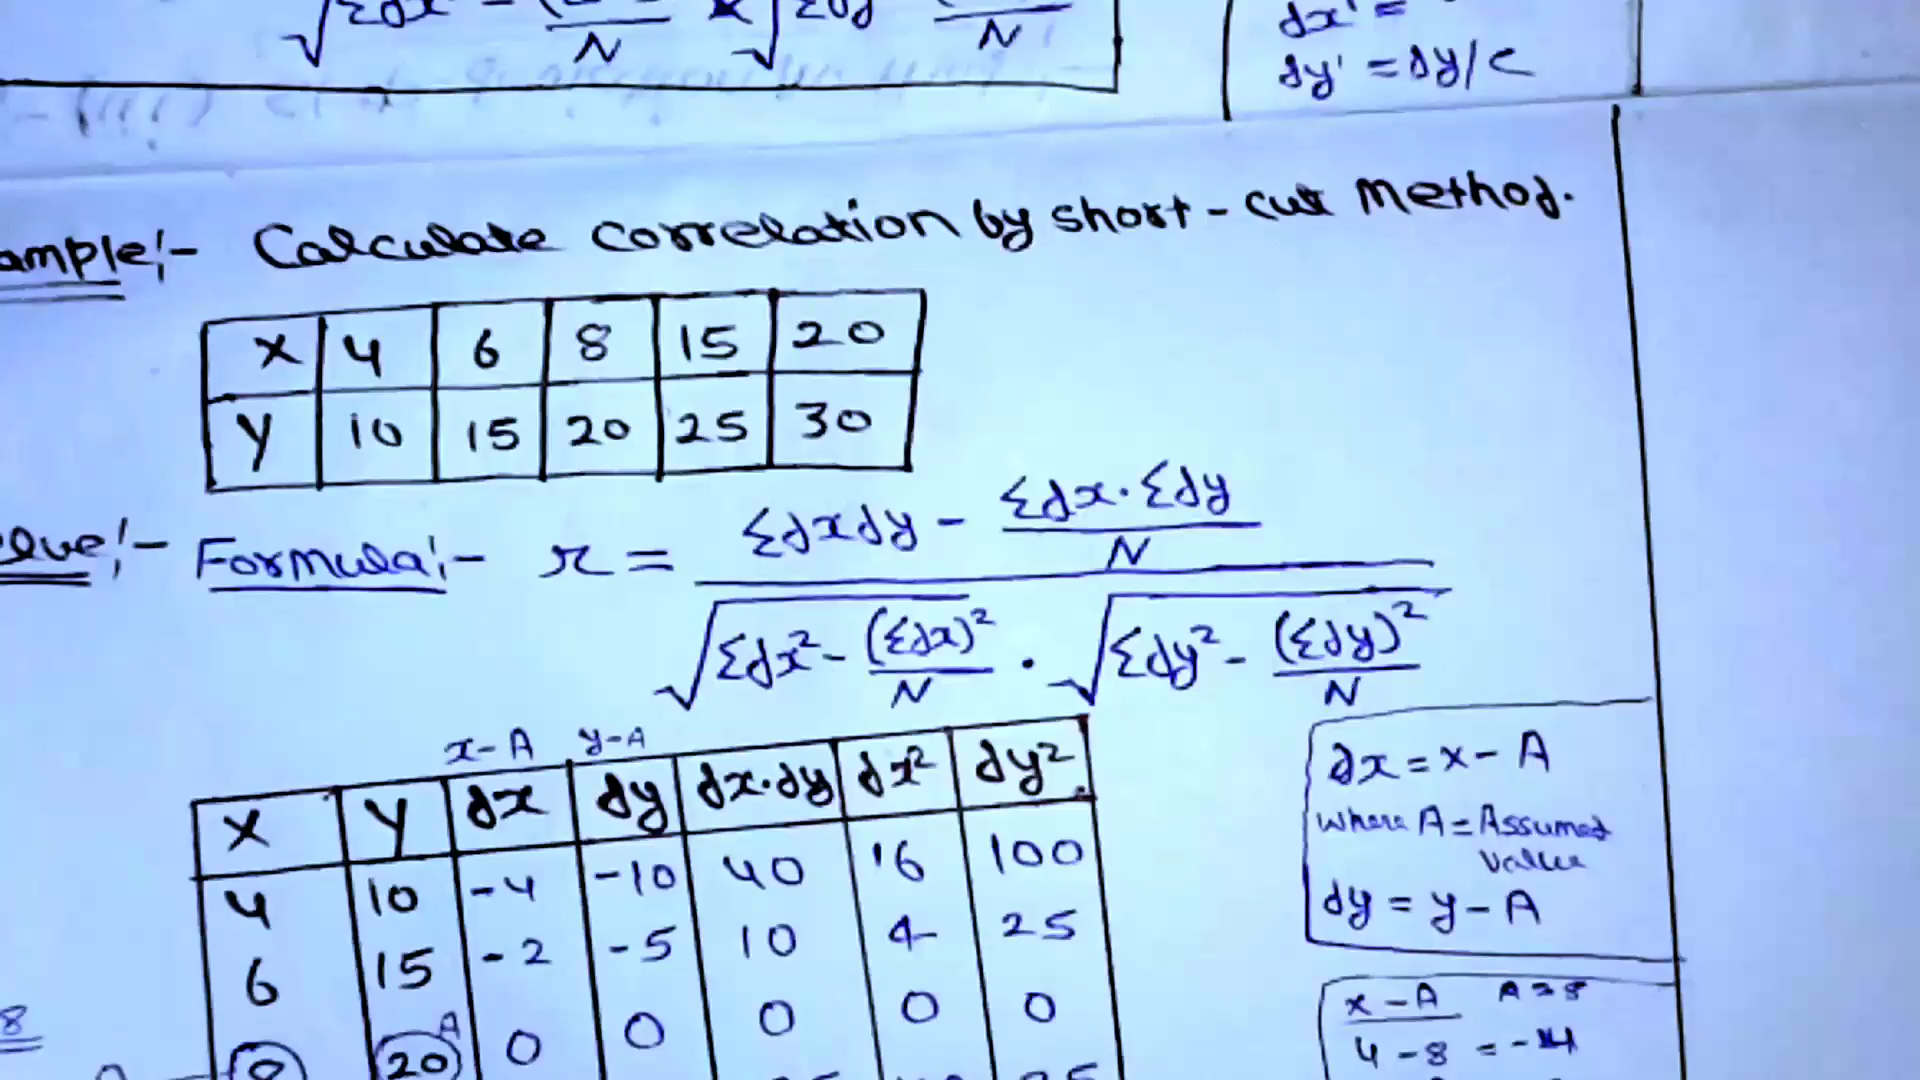 N N
dy' = dy/c
ample:- Calculate correlation by short-cut Method.
X 4 6 8 15 20
Y 10 15 20 25 30
Formula:- r = Σdxdy - Σdx·Σdy / N
√Σdx² - (Σdx)² / N · √Σdy² - (Σdy)² / N
x-A y-A
X Y dx dy dx·dy dx² dy²
4 10 -4 -10 40 16 100
6 15 -2 -5 10 4 25
20 A 0 0 0 0 0
8
dx = x-A
where A = Assumed
value
dy = y-A
x-A A=8
4-8 = -4